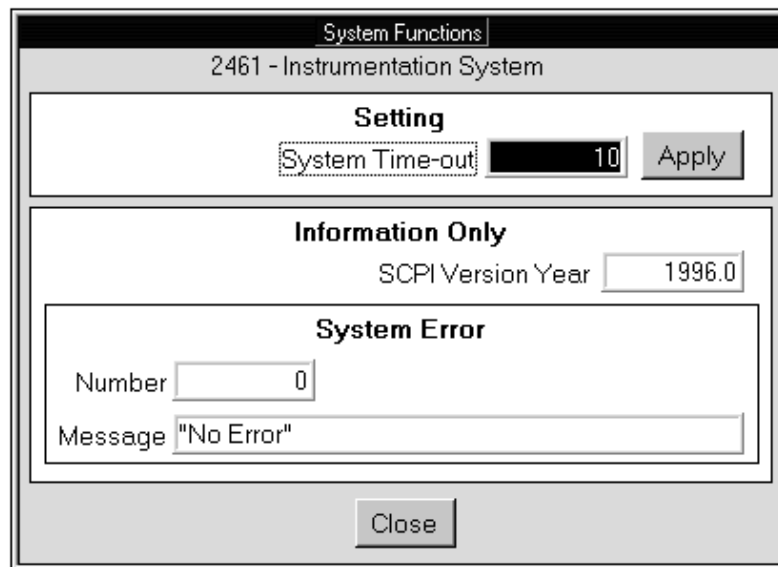 System Functions
2461 - Instrumentation System
Setting
System Time-out 10 Apply
Information Only
SCPI Version Year 1996.0
System Error
Number 0
Message "No Error"
Close